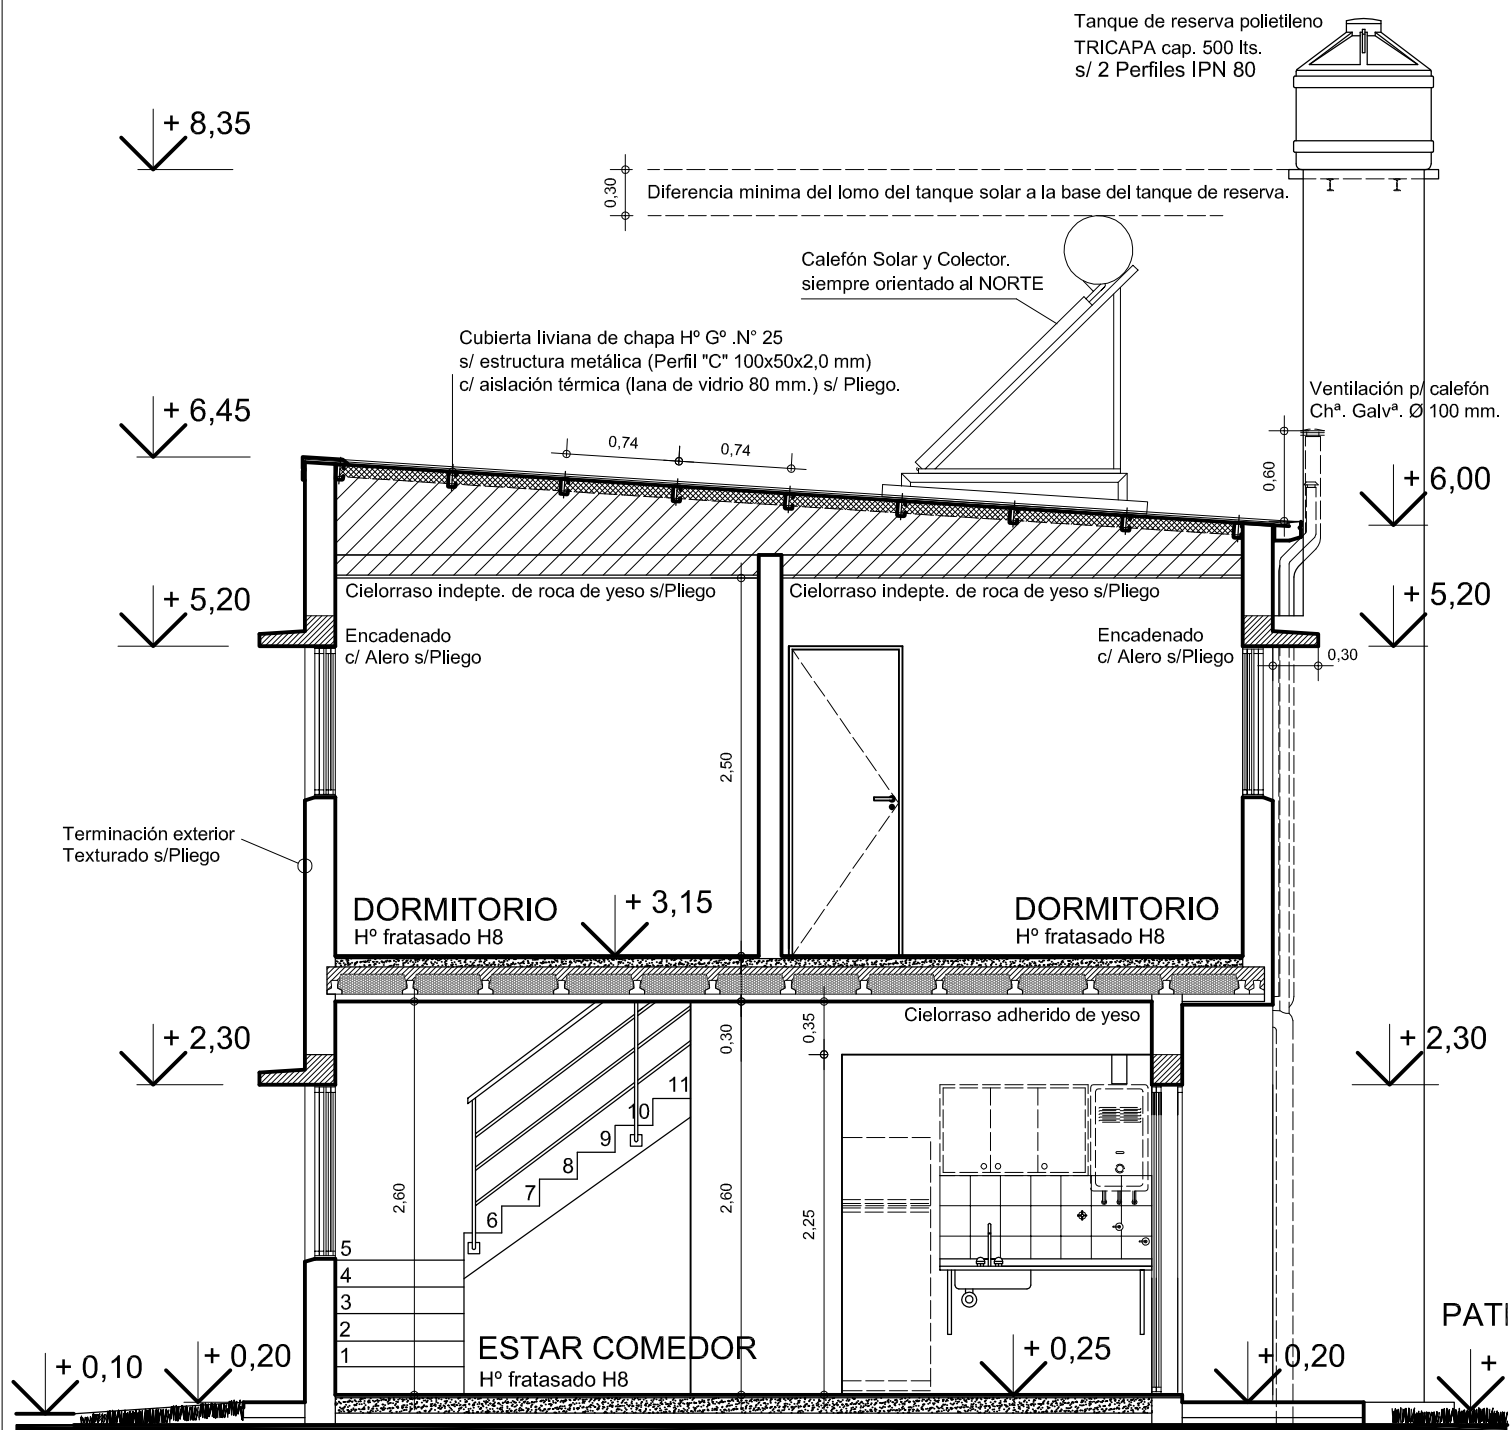 Tanque de reserva polietileno
TRICAPA cap. 500 lts.
s/ 2 Perfiles IPN 80
+ 8,35
0,30
Diferencia minima del lomo del tanque solar a la base del tanque de reserva.
Calefón Solar y Colector.
siempre orientado al NORTE
Cubierta liviana de chapa Hº Gº .N° 25
s/ estructura metálica (Perfil "C" 100x50x2,0 mm)
c/ aislación térmica (lana de vidrio 80 mm.) s/ Pliego.
Ventilación p/ calefón
Chª. Galvª. Ø 100 mm.
+ 6,45
0,74
0,74
0,60
+ 6,00
Cielorraso indepte. de roca de yeso s/Pliego
Cielorraso indepte. de roca de yeso s/Pliego
+ 5,20
+ 5,20
Encadenado
c/ Alero s/Pliego
Encadenado
c/ Alero s/Pliego
0,30
2,50
Terminación exterior
Texturado s/Pliego
DORMITORIO
Hº fratasado H8
+ 3,15
DORMITORIO
Hº fratasado H8
Cielorraso adherido de yeso
+ 2,30
0,30
0,35
+ 2,30
11
10
9
8
7
6
5
4
3
2
1
2,60
2,60
2,25
ESTAR COMEDOR
Hº fratasado H8
+ 0,10
+ 0,20
+ 0,25
+ 0,20
PATI
+